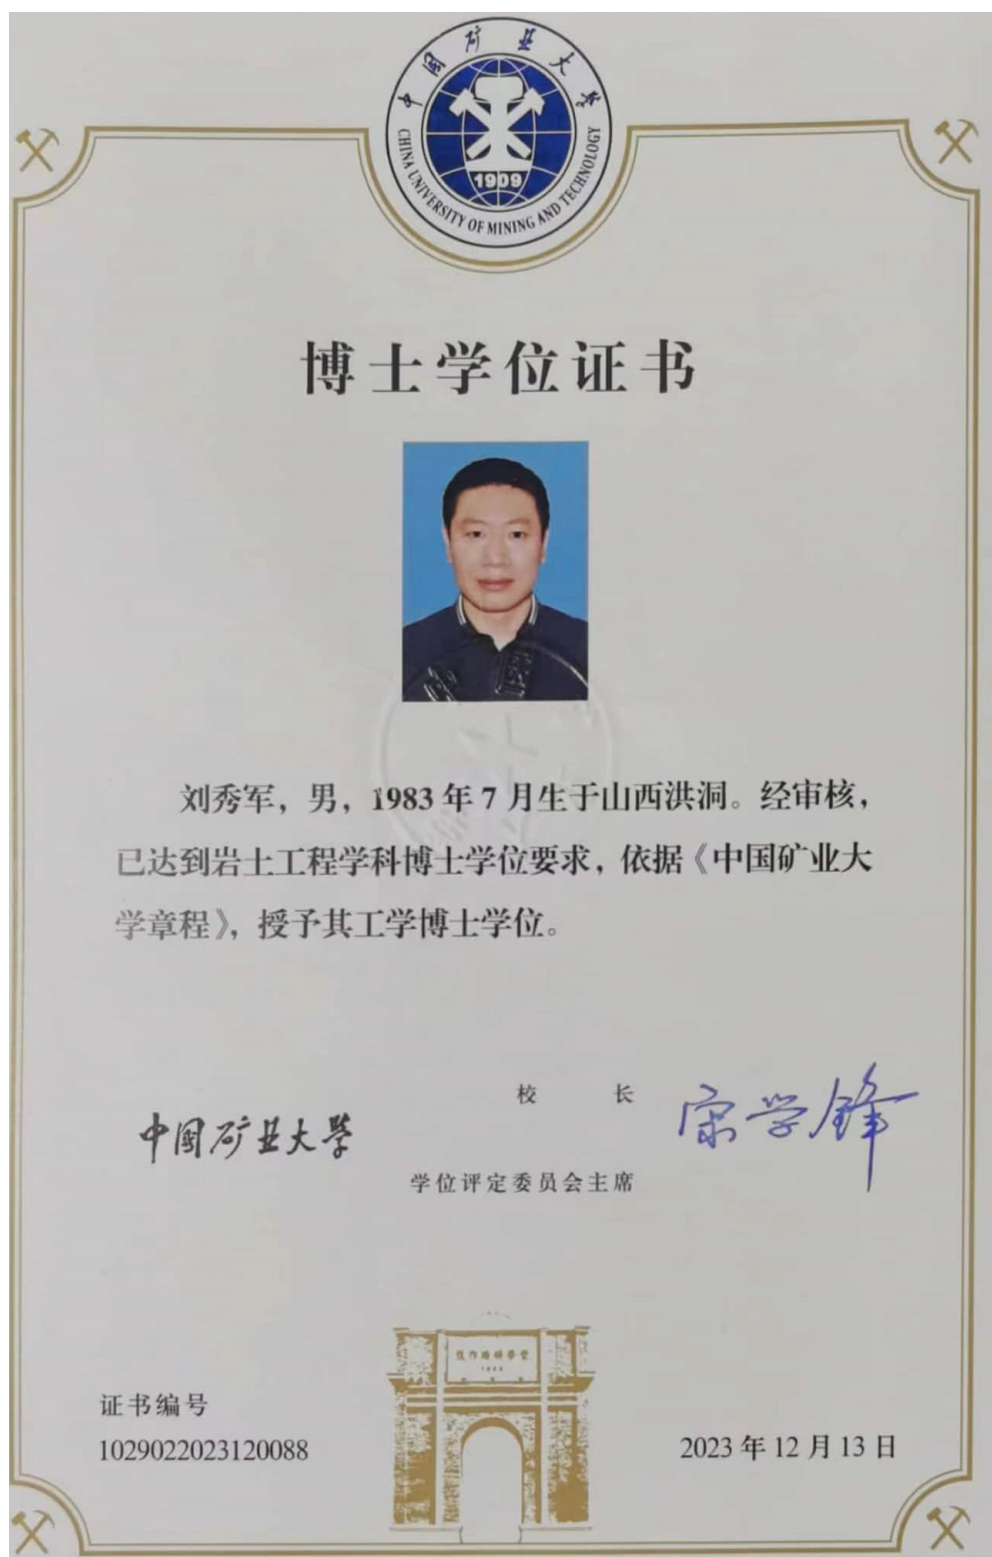 中国矿业大学
CHINA UNIVERSITY OF MINING AND TECHNOLOGY
1909
博士学位证书
刘秀军，男，1983年7月生于山西洪洞。经审核，
已达到岩土工程学科博士学位要求，依据《中国矿业大
学章程》，授予其工学博士学位。
校长
宋学锋
中国矿业大学
学位评定委员会主席
证书编号
1029022023120088
2023年12月13日